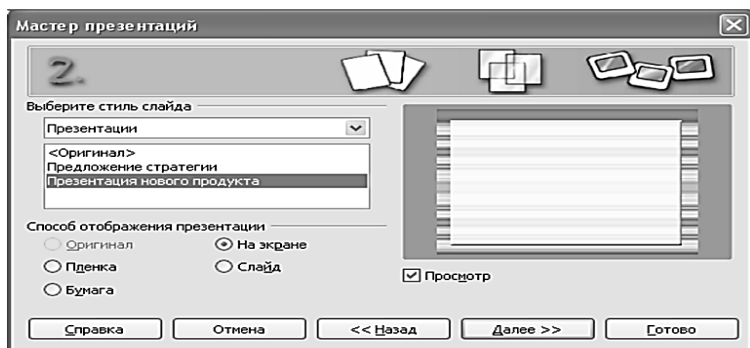 Мастер презентаций
2.
Выберите стиль слайда
Презентации
<Оригинал>
Предложение стратегии
Презентация нового продукта
Способ отображения презентации
Оригинал На экране
Пленка Слайд
Бумага
Просмотр
Справка Отмена << Назад Далее >> Готово